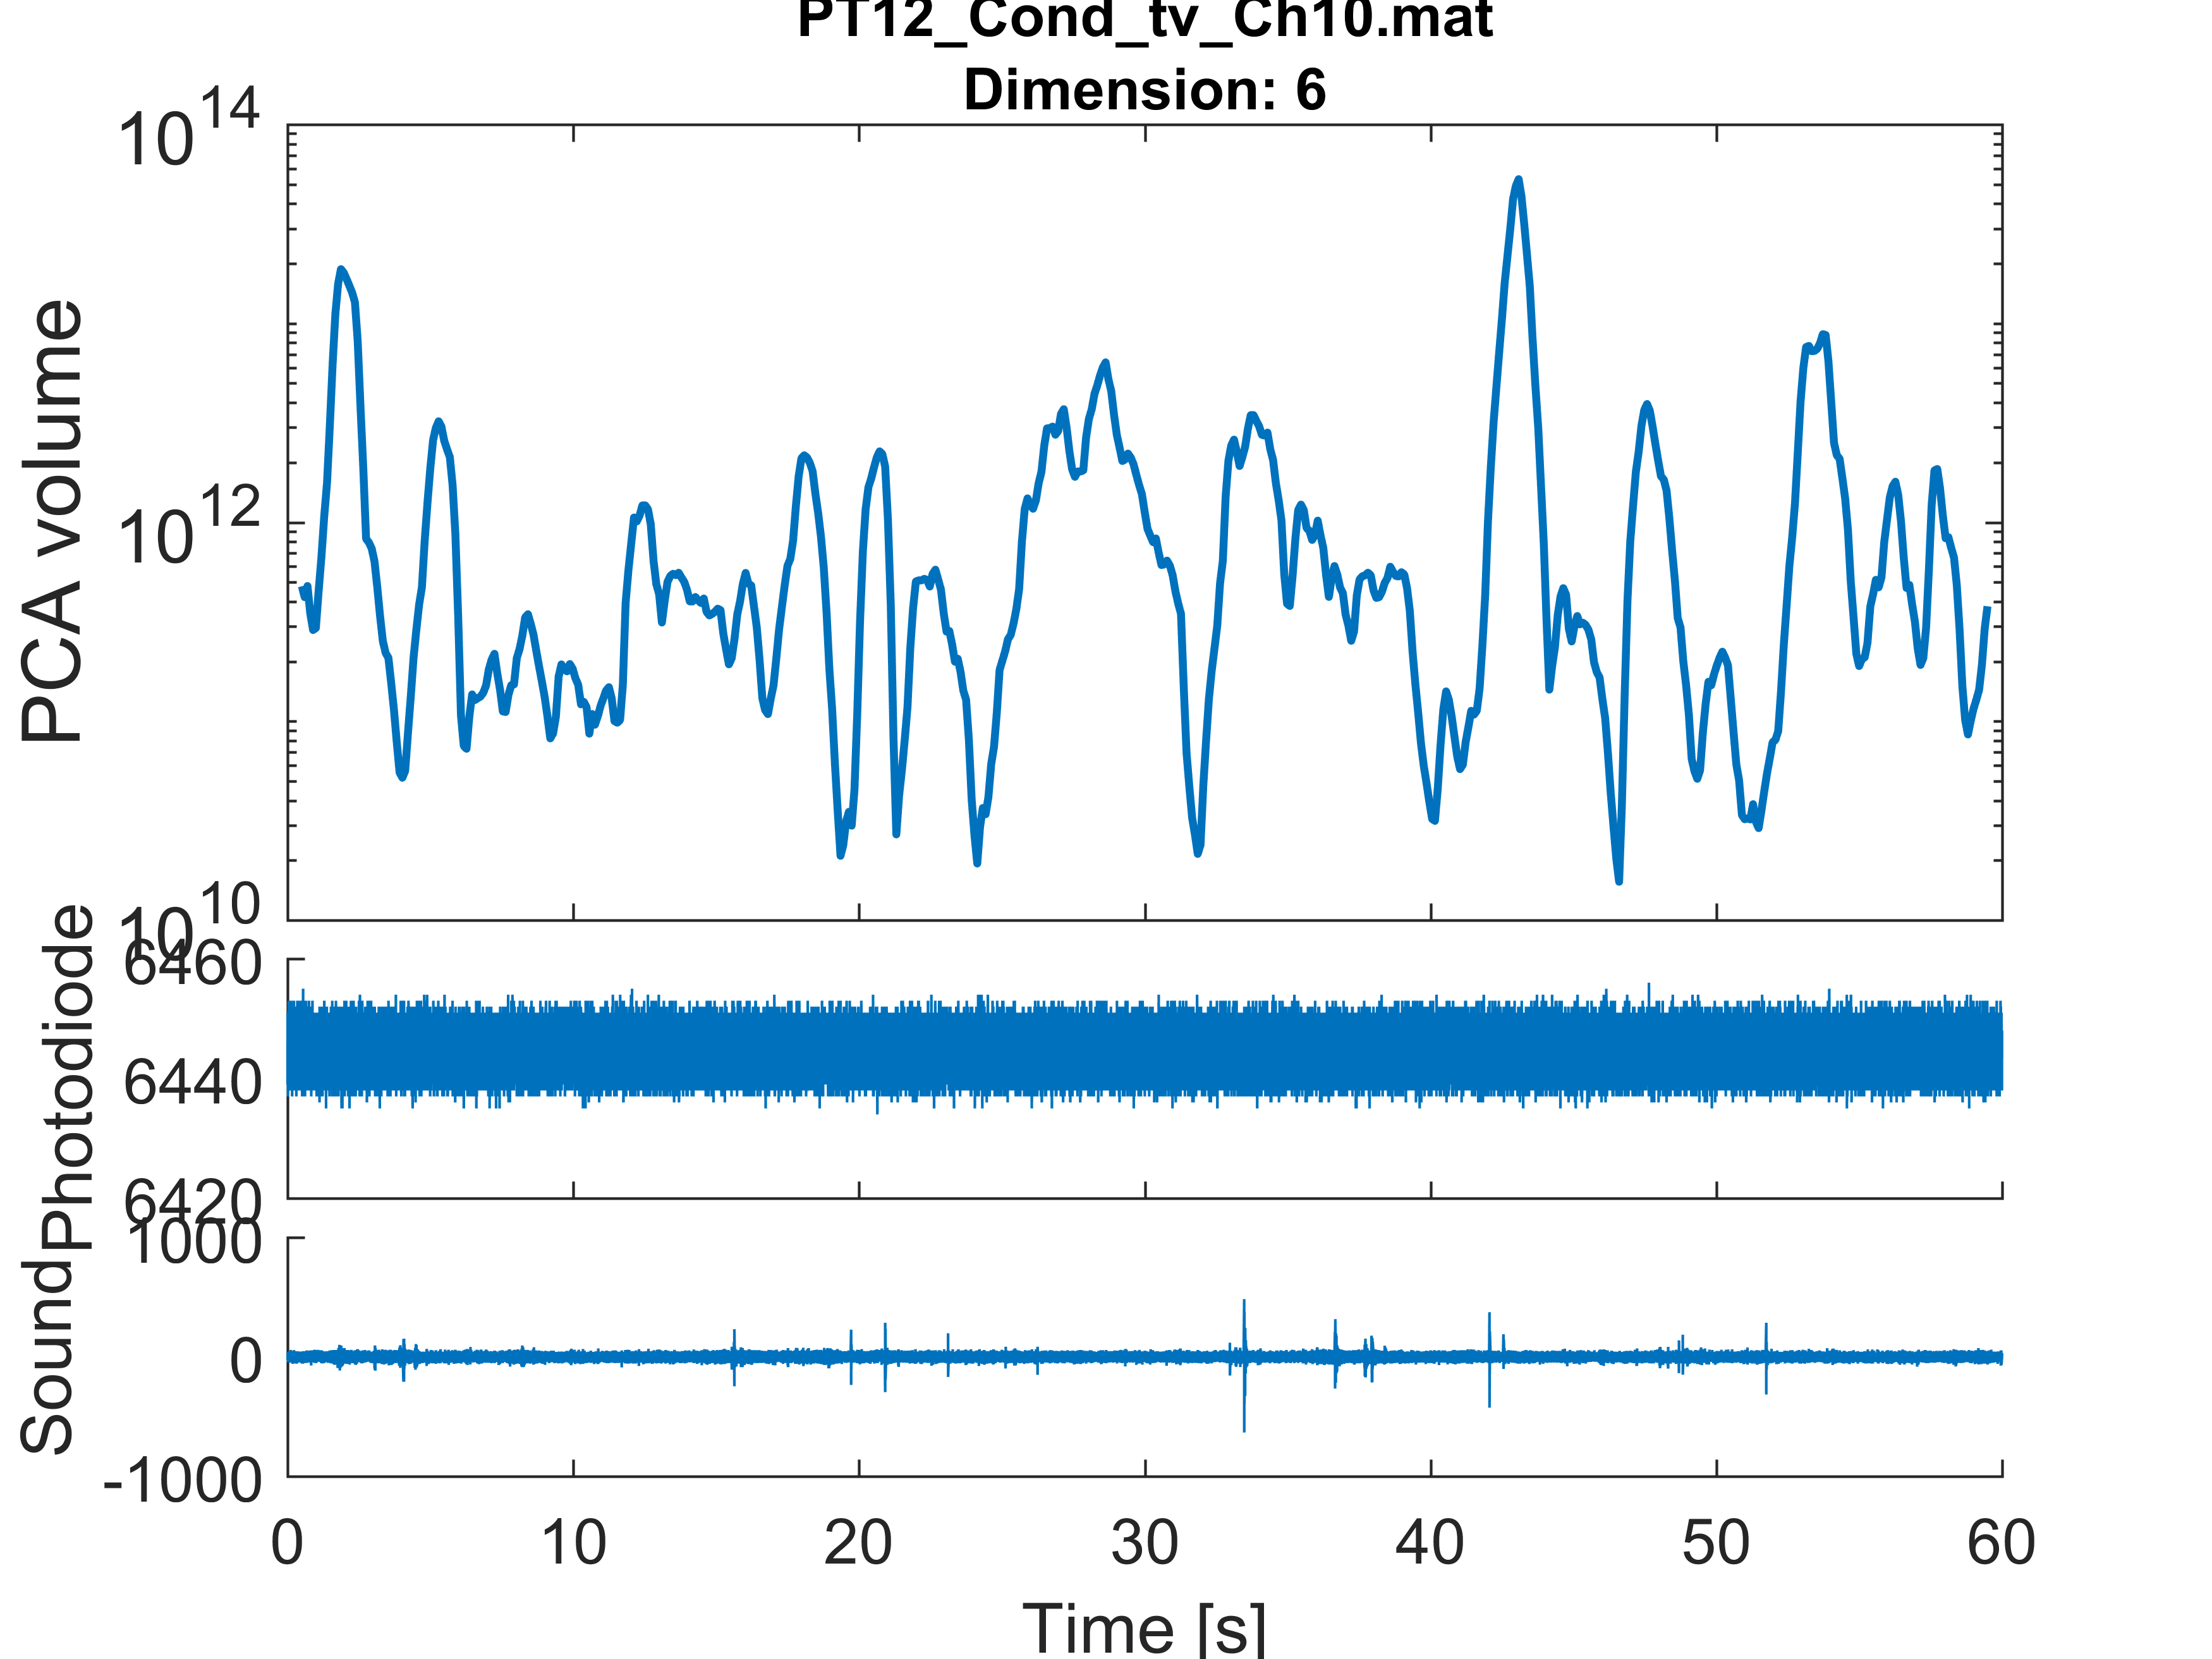 PT12_Cond_tv_Ch10.mat
Dimension: 6
PCA volume
10^14
10^12
10^10
Photodiode
6460
6440
6420
Sound
1000
0
-1000
0 10 20 30 40 50 60
Time [s]